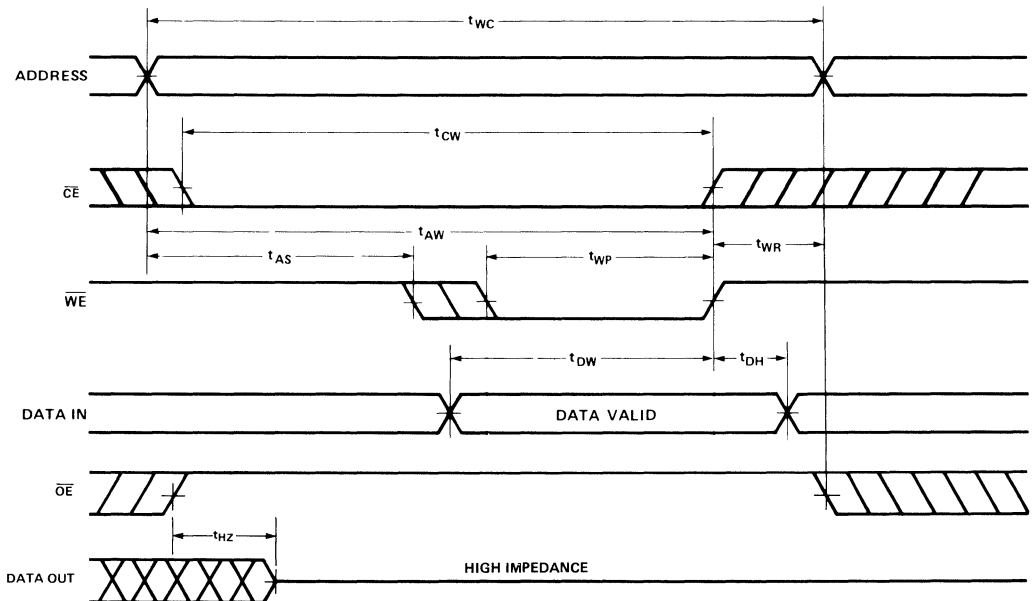 tWC
ADDRESS
tCW
CE
tAW
tAS
tWP
tWR
WE
tDW
tDH
DATA IN
DATA VALID
OE
tHZ
DATA OUT
HIGH IMPEDANCE